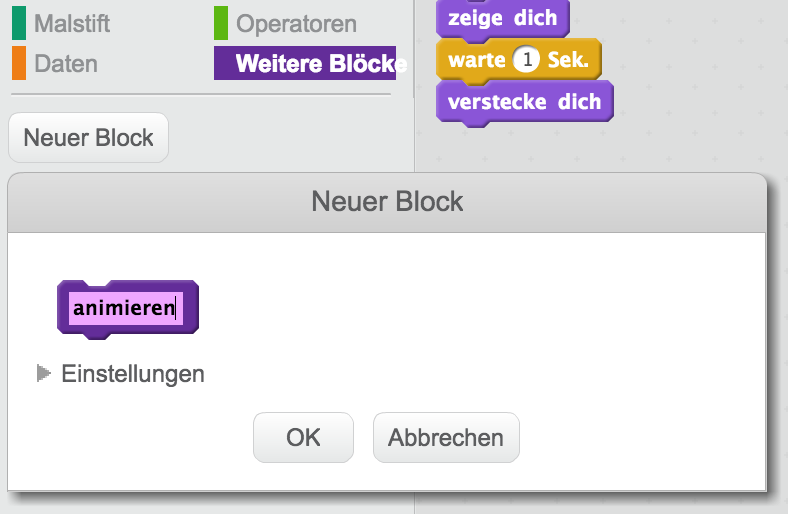 Malstift
Operatoren
Daten
Weitere Blöcke
zeige dich
warte 1 Sek.
verstecke dich
Neuer Block
Neuer Block
animieren
Einstellungen
OK
Abbrechen